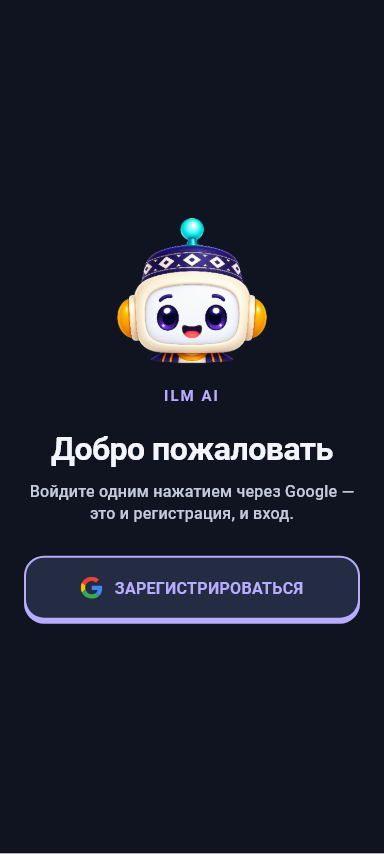 ILM AI
Добро пожаловать
Войдите одним нажатием через Google —
это и регистрация, и вход.
ЗАРЕГИСТРИРОВАТЬСЯ